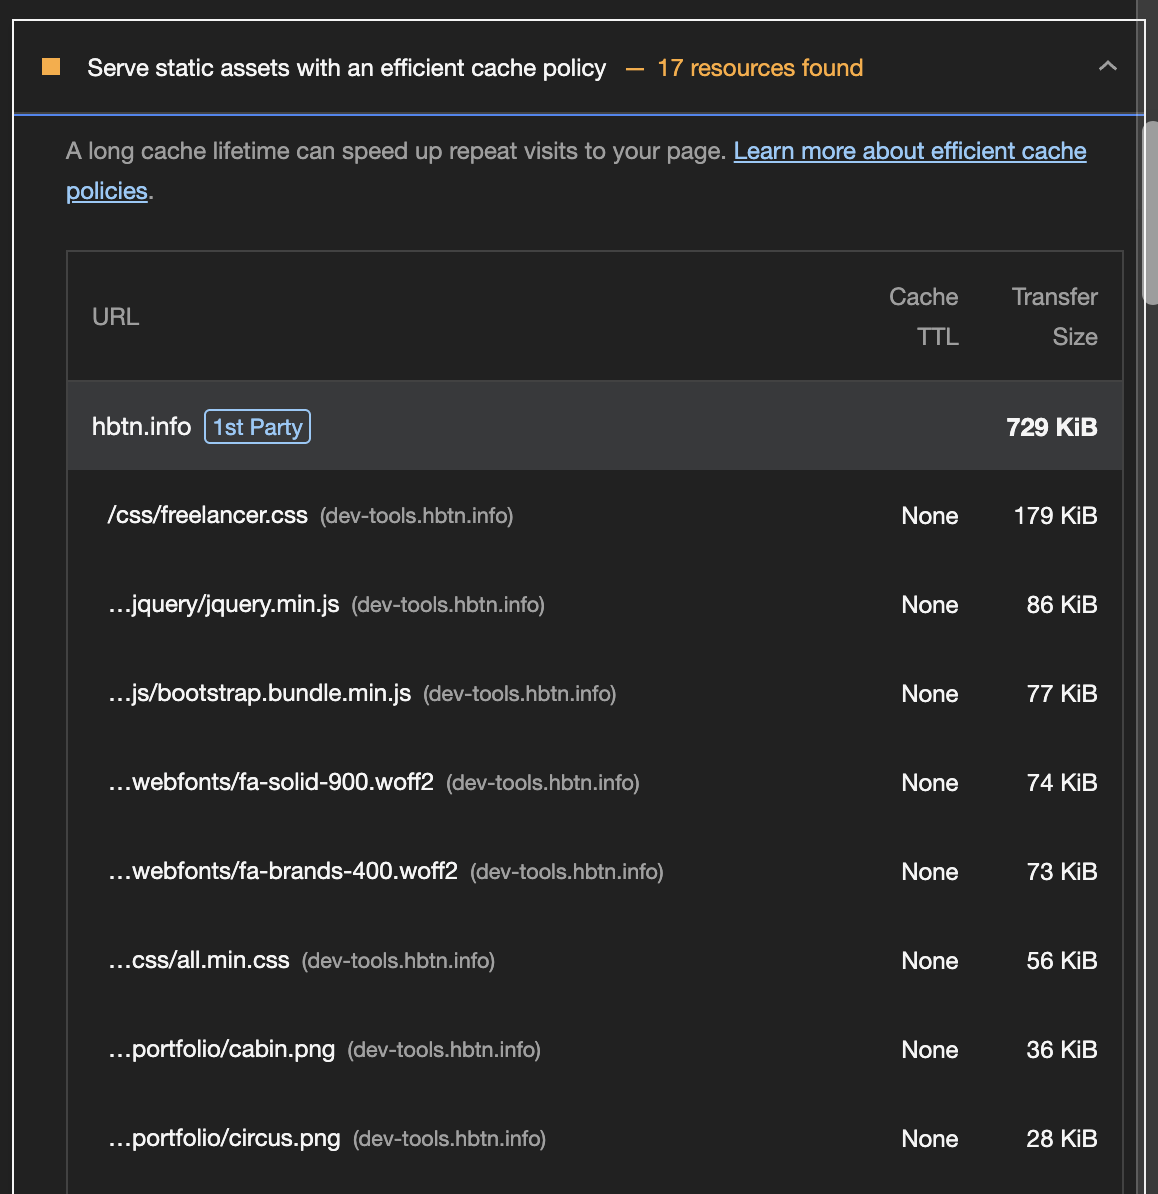 Serve static assets with an efficient cache policy — 17 resources found
A long cache lifetime can speed up repeat visits to your page. Learn more about efficient cache
policies.
URL Cache TTL Transfer Size
hbtn.info 1st Party 729 KiB
/css/freelancer.css (dev-tools.hbtn.info) None 179 KiB
…jquery/jquery.min.js (dev-tools.hbtn.info) None 86 KiB
…js/bootstrap.bundle.min.js (dev-tools.hbtn.info) None 77 KiB
…webfonts/fa-solid-900.woff2 (dev-tools.hbtn.info) None 74 KiB
…webfonts/fa-brands-400.woff2 (dev-tools.hbtn.info) None 73 KiB
…css/all.min.css (dev-tools.hbtn.info) None 56 KiB
…portfolio/cabin.png (dev-tools.hbtn.info) None 36 KiB
…portfolio/circus.png (dev-tools.hbtn.info) None 28 KiB